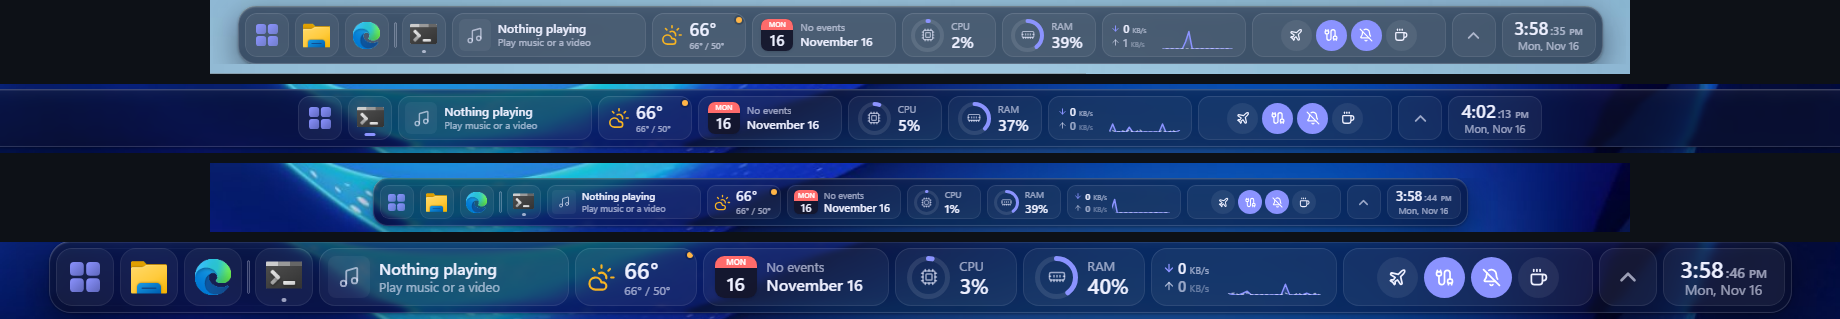 Nothing playing
Play music or a video
66°
66° / 50°
MON
16
No events
November 16
CPU
2%
RAM
39%
↓ 0 KB/s
↑ 1 KB/s
3:58:35 PM
Mon, Nov 16
Nothing playing
Play music or a video
66°
66° / 50°
MON
16
No events
November 16
CPU
5%
RAM
37%
↓ 0 KB/s
↑ 0 KB/s
4:02:13 PM
Mon, Nov 16
Nothing playing
Play music or a video
66°
66° / 50°
MON
16
No events
November 16
CPU
1%
RAM
39%
↓ 0 KB/s
↑ 0 KB/s
3:58:44 PM
Mon, Nov 16
Nothing playing
Play music or a video
66°
66° / 50°
MON
16
No events
November 16
CPU
3%
RAM
40%
↓ 0 KB/s
↑ 0 KB/s
3:58:46 PM
Mon, Nov 16